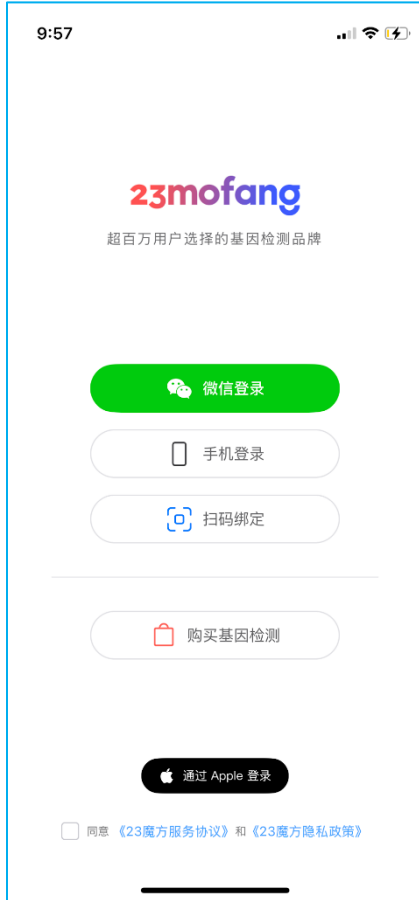 9:57
23mofang
超百万用户选择的基因检测品牌
微信登录
手机登录
扫码绑定
购买基因检测
通过 Apple 登录
同意 《23魔方服务协议》和《23魔方隐私政策》